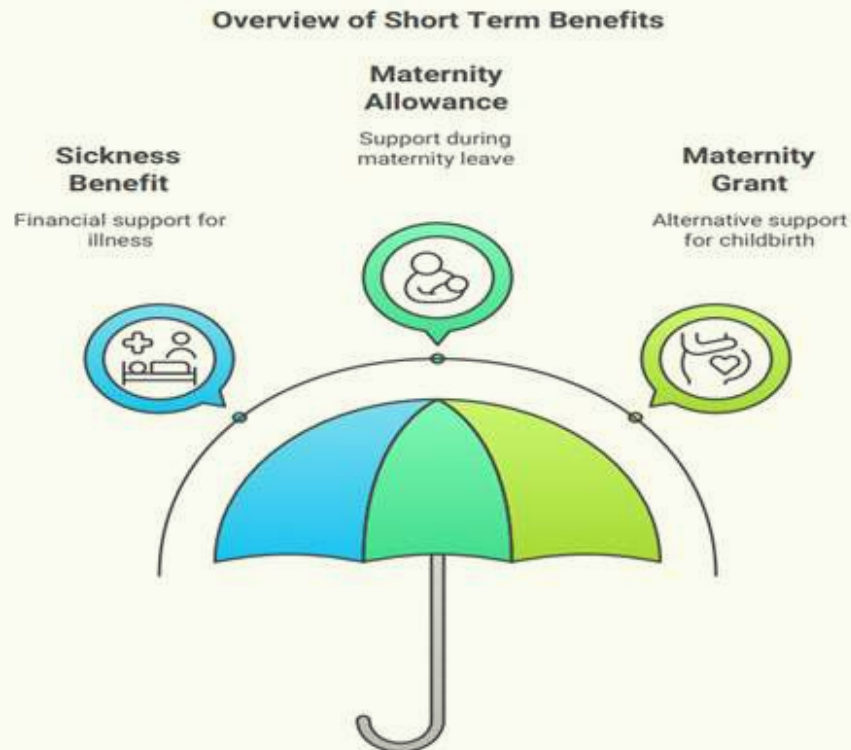 Overview of Short Term Benefits
Maternity
Allowance
Support during
maternity leave
Sickness
Benefit
Financial support for
illness
Maternity
Grant
Alternative support
for childbirth